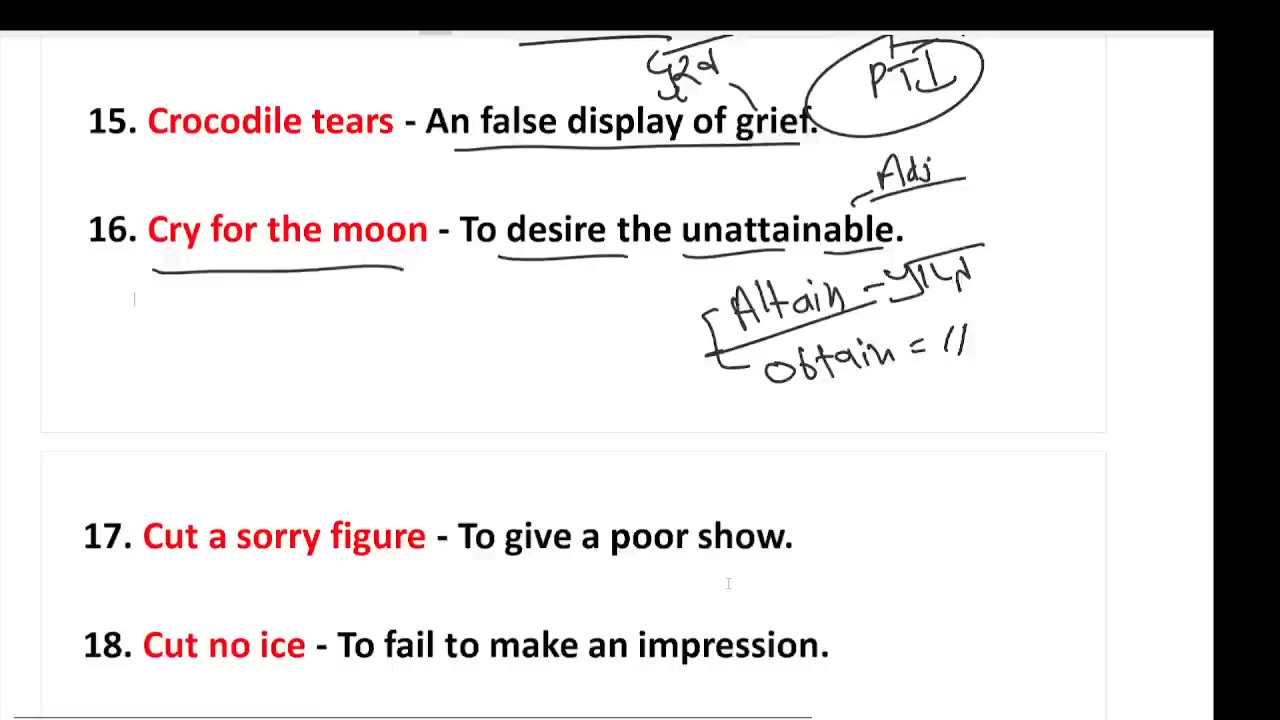 PTI
15. Crocodile tears - An false display of grief.
Adj
16. Cry for the moon - To desire the unattainable.
Attain =
obtain = "
17. Cut a sorry figure - To give a poor show.
18. Cut no ice - To fail to make an impression.